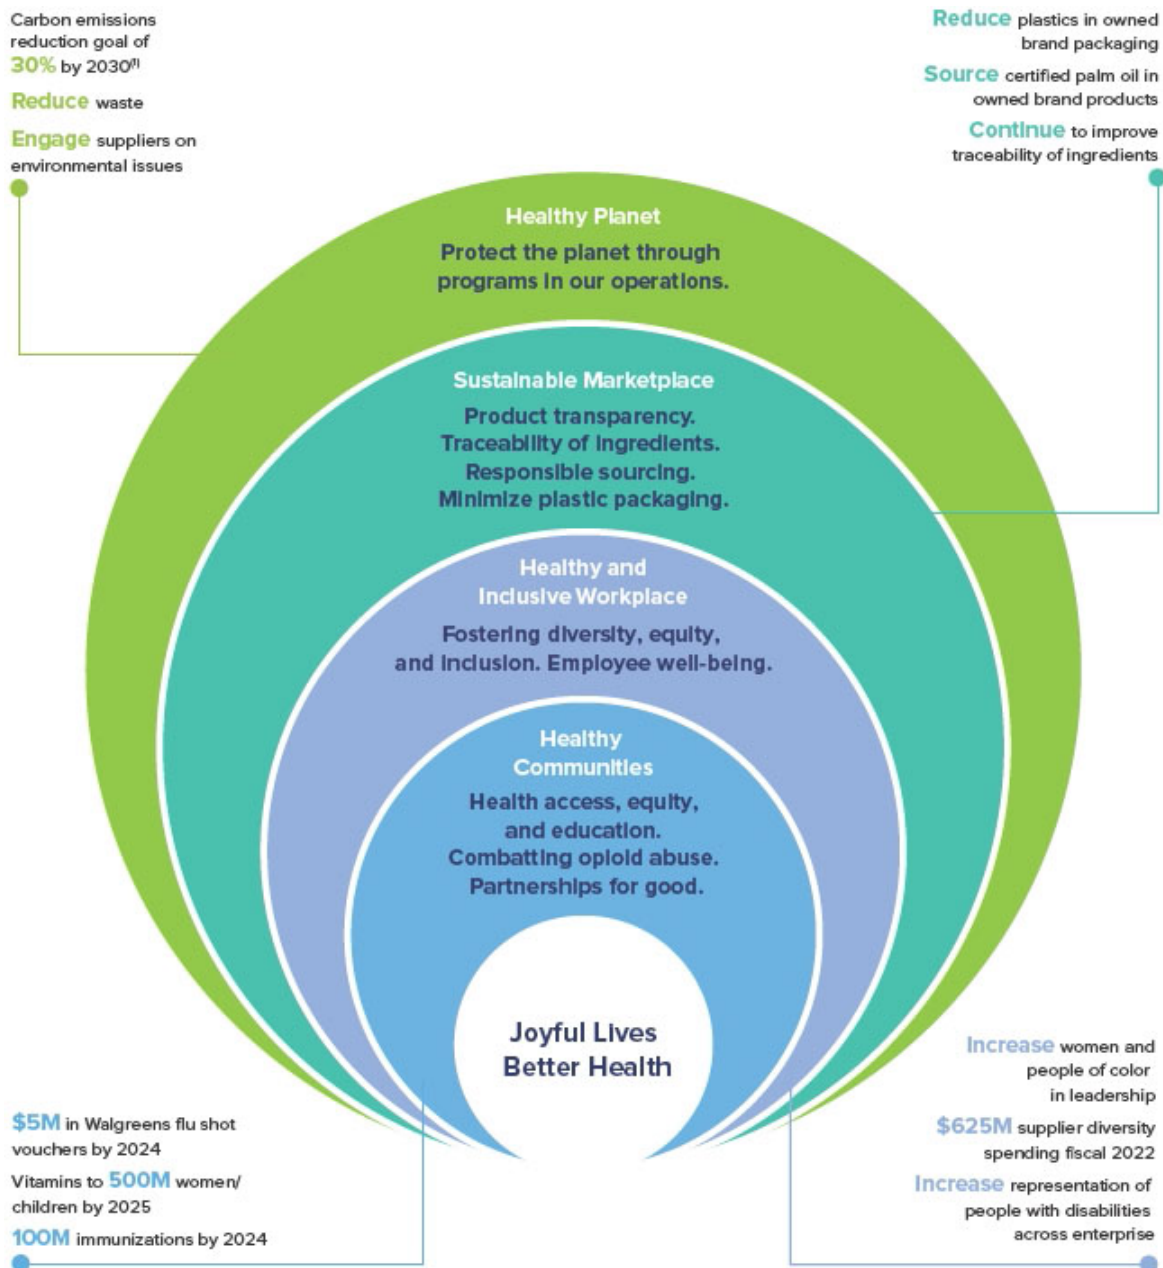 Carbon emissions
reduction goal of
30% by 2030⁽¹⁾
Reduce waste
Engage suppliers on
environmental issues
Reduce plastics in owned
brand packaging
Source certified palm oil in
owned brand products
Continue to improve
traceability of ingredients
Healthy Planet
Protect the planet through
programs in our operations.
Sustainable Marketplace
Product transparency.
Traceability of ingredients.
Responsible sourcing.
Minimize plastic packaging.
Healthy and
Inclusive Workplace
Fostering diversity, equity,
and inclusion. Employee well-being.
Healthy
Communities
Health access, equity,
and education.
Combatting opioid abuse.
Partnerships for good.
Joyful Lives
Better Health
$5M in Walgreens flu shot
vouchers by 2024
Vitamins to 500M women/
children by 2025
100M immunizations by 2024
Increase women and
people of color
in leadership
$625M supplier diversity
spending fiscal 2022
Increase representation of
people with disabilities
across enterprise